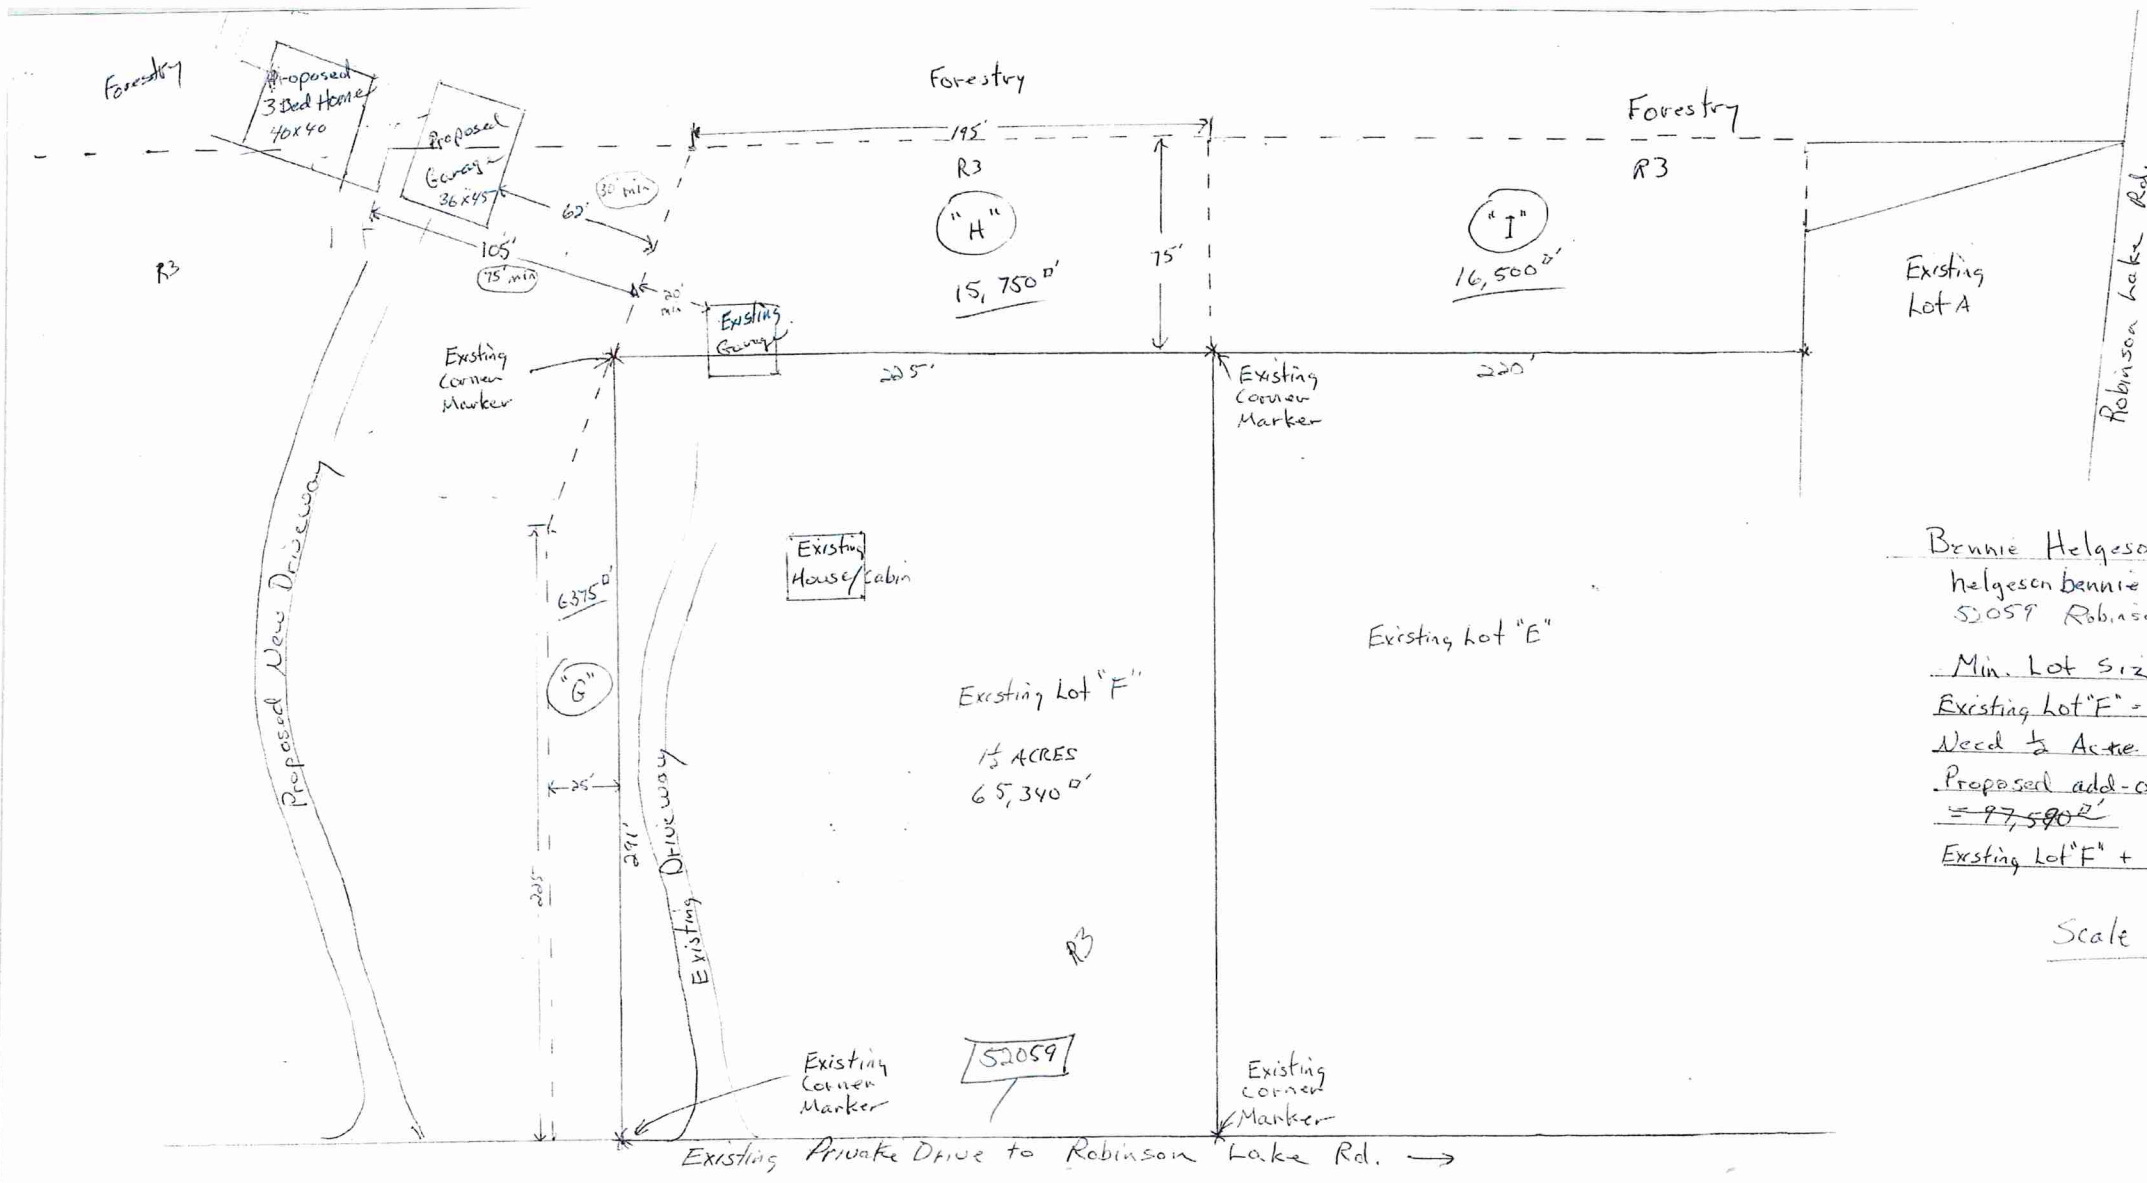 Forestry
Proposed
3 Bed Home
40x40
Proposed
Garage
36x45
Forestry
195'
R3
"H"
15,750□'
75'
Forestry
R3
"I"
16,500□'
Existing
Lot A
Robinson Lake Rd.
R3
30' min
62'
105'
75' min
20'
min
Existing
Garage
Existing
Corner
Marker
225'
Existing
Corner
Marker
220'
Proposed New Driveway
6375□'
"G"
25'
225'
291'
Existing Driveway
Existing
House/Cabin
Existing Lot "F"
1½ ACRES
65,340□'
R3
Existing Lot "E"
Bennie Helgeso
helgesonbennie
52059 Robinso
Min. Lot Siz
Existing Lot "F" =
Need ½ Acre
Proposed add-o
= 97,590□'
Existing Lot "F" +
Scale
Existing
Corner
Marker
52059
Existing
Corner
Marker
Existing Private Drive to Robinson Lake Rd. →